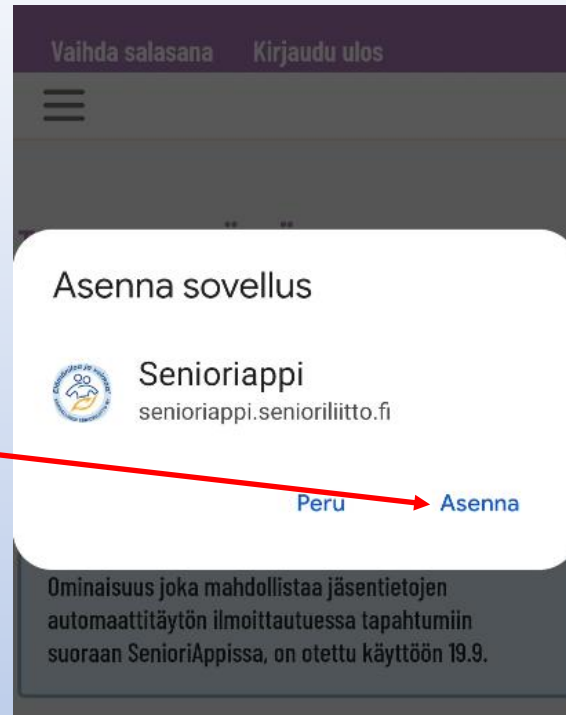 Vaihda salasana Kirjaudu ulos
Asenna sovellus
Senioriappi
senioriappi.senioriliitto.fi
Peru Asenna
Ominaisuus joka mahdollistaa jäsentietojen
automaattitäytön ilmoittautuessa tapahtumiin
suoraan SenioriAppissa, on otettu käyttöön 19.9.